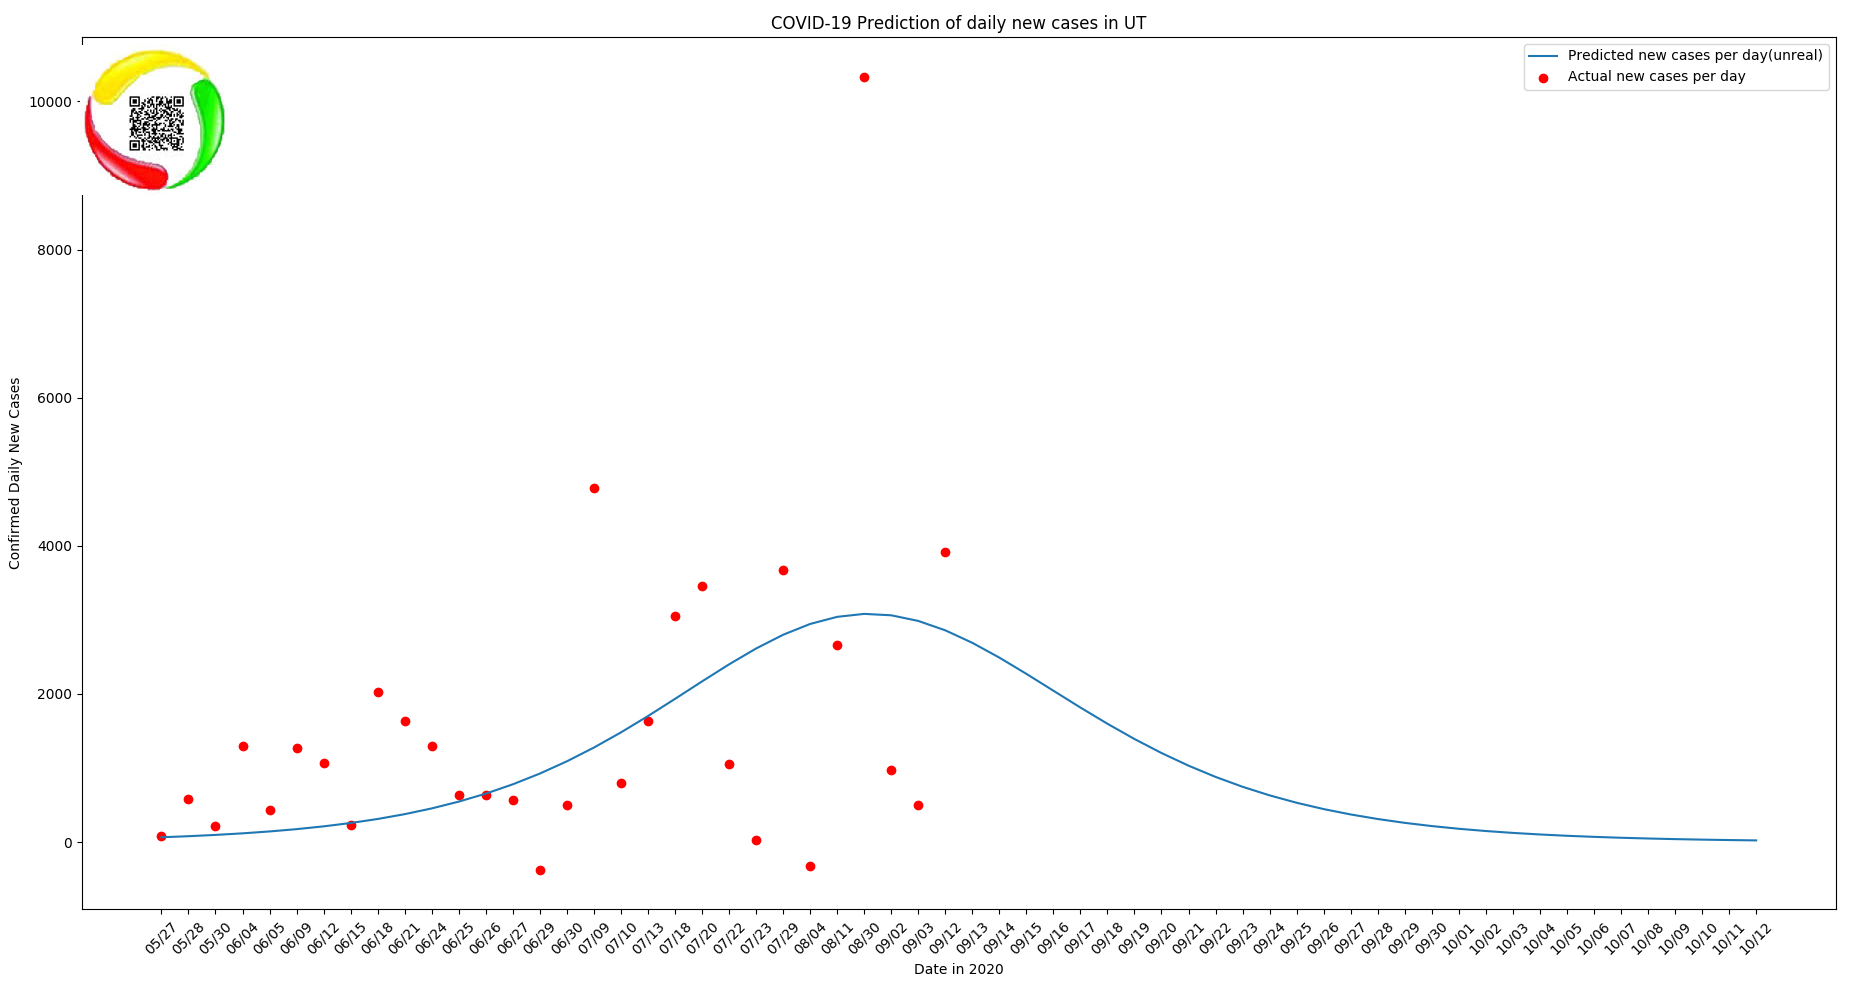 COVID-19 Prediction of daily new cases in UT
Predicted new cases per day(unreal)
Actual new cases per day
Confirmed Daily New Cases
10000
8000
6000
4000
2000
0
05/27 05/28 05/30 06/04 06/05 06/09 06/12 06/15 06/18 06/21 06/24 06/25 06/26 06/27 06/29 06/30 07/09 07/10 07/13 07/18 07/20 07/22 07/23 07/29 08/04 08/11 08/30 09/02 09/03 09/12 09/13 09/14 09/15 09/16 09/17 09/18 09/19 09/20 09/21 09/22 09/23 09/24 09/25 09/26 09/27 09/28 09/29 09/30 10/01 10/02 10/03 10/04 10/05 10/06 10/07 10/08 10/09 10/10 10/11 10/12
Date in 2020